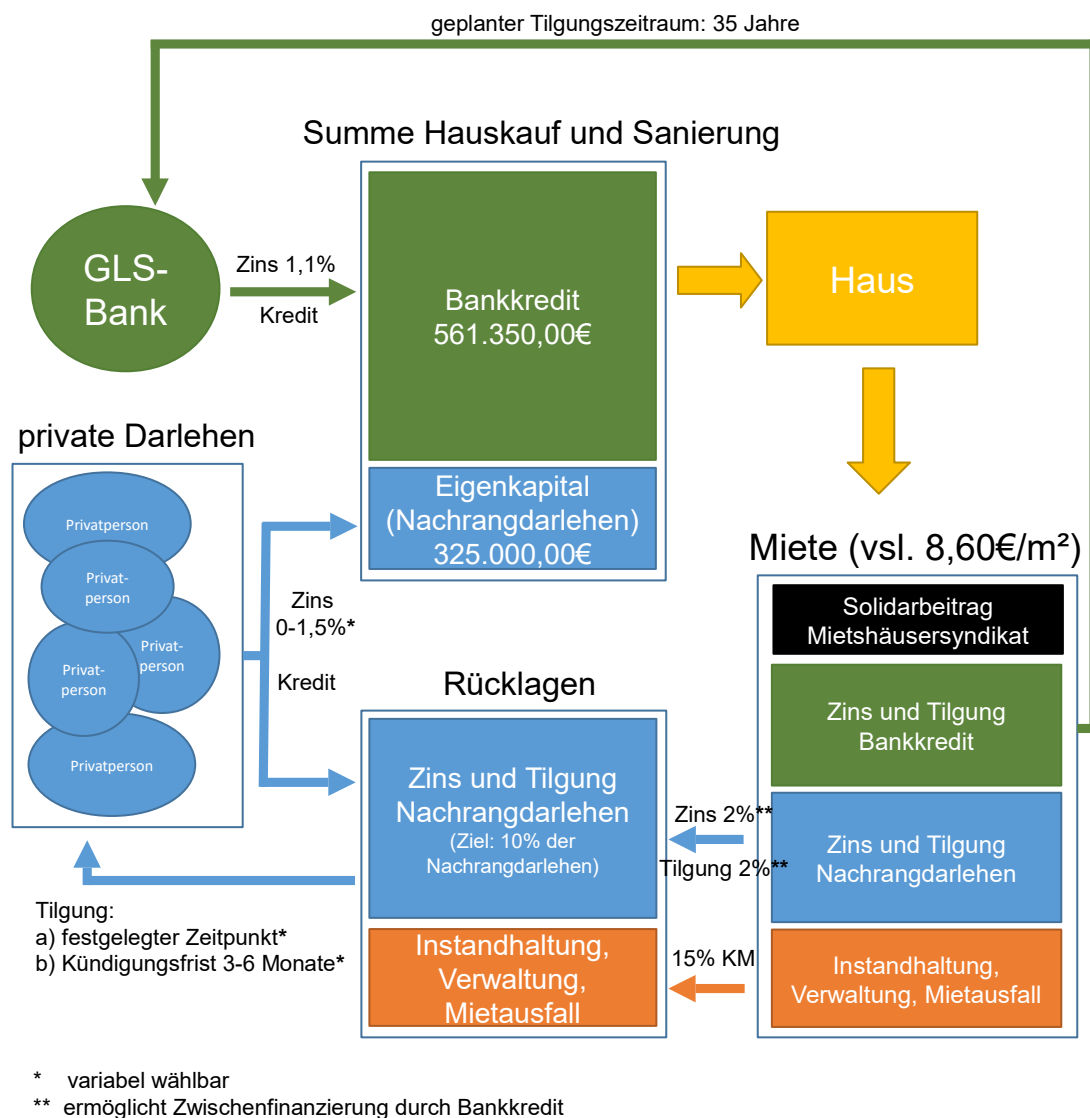 geplanter Tilgungszeitraum: 35 Jahre
Summe Hauskauf und Sanierung
GLS-
Bank
Zins 1,1%
Kredit
Bankkredit
561.350,00€
Haus
private Darlehen
Privatperson
Privat-
person
Privat-
person
Privat-
person
Privatperson
Eigenkapital
(Nachrangdarlehen)
325.000,00€
Zins
0-1,5%*
Kredit
Miete (vsl. 8,60€/m²)
Solidarbeitrag
Mietshäusersyndikat
Zins und Tilgung
Bankkredit
Zins und Tilgung
Nachrangdarlehen
Instandhaltung,
Verwaltung, Mietausfall
Rücklagen
Zins und Tilgung
Nachrangdarlehen
(Ziel: 10% der
Nachrangdarlehen)
Zins 2%**
Tilgung 2%**
Instandhaltung,
Verwaltung,
Mietausfall
15% KM
Tilgung:
a) festgelegter Zeitpunkt*
b) Kündigungsfrist 3-6 Monate*
* variabel wählbar
** ermöglicht Zwischenfinanzierung durch Bankkredit